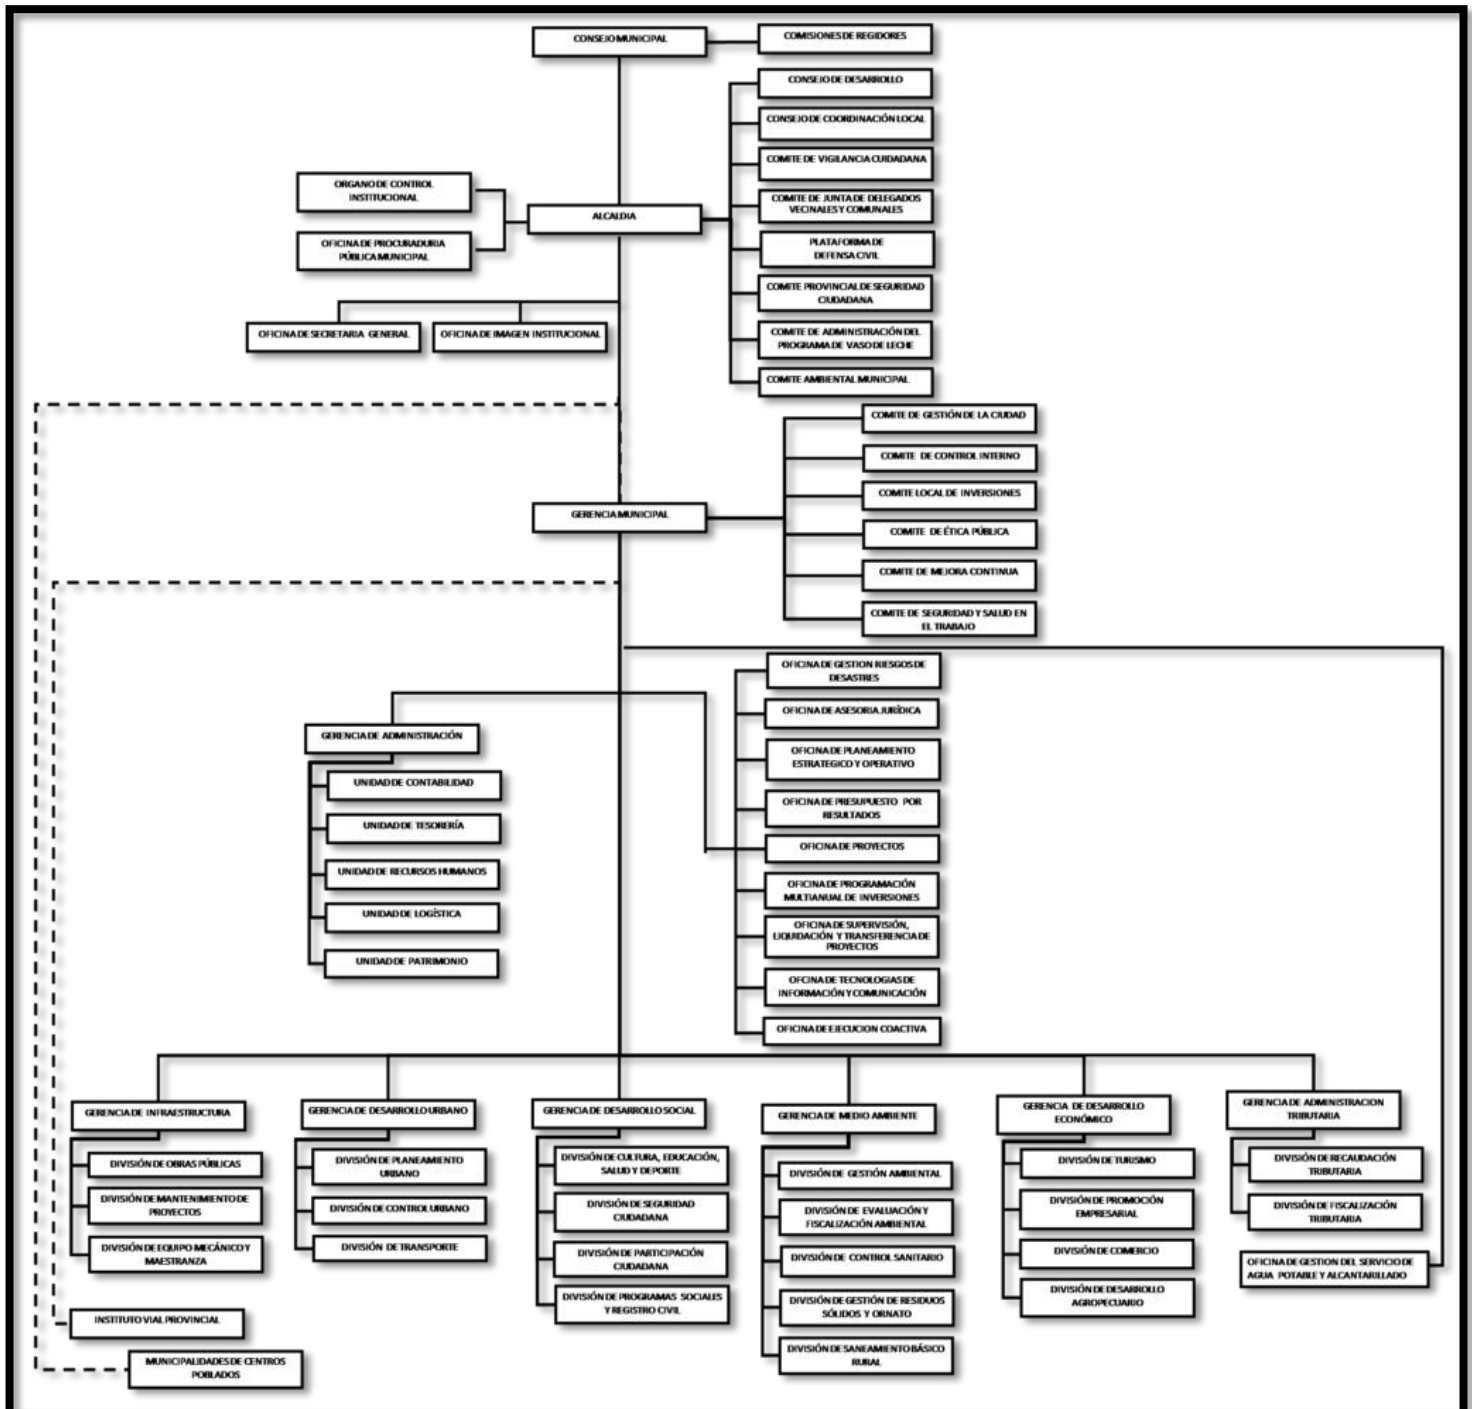 CONSEJO MUNICIPAL
COMISIONES DE REGIDORES
CONSEJO DE DESARROLLO
CONSEJO DE COORDINACIÓN LOCAL
COMITE DE VIGILANCIA CUIDADANA
COMITE DE JUNTA DE DELEGADOS
VECINALES Y COMUNALES
PLATAFORMA DE
DEFENSA CIVIL
COMITE PROVINCIAL DE SEGURIDAD
CIUDADANA
COMITE DE ADMINISTRACIÓN DEL
PROGRAMA DE VASO DE LECHE
COMITE AMBIENTAL MUNICIPAL
ORGANO DE CONTROL
INSTITUCIONAL
OFICINA DE PROCURADURIA
PÚBLICA MUNICIPAL
ALCALDIA
OFICINA DE SECRETARIA GENERAL
OFICINA DE IMAGEN INSTITUCIONAL
COMITE DE GESTIÓN DE LA CIUDAD
COMITE DE CONTROL INTERNO
COMITE LOCAL DE INVERSIONES
COMITE DE ÉTICA PÚBLICA
COMITE DE MEJORA CONTINUA
COMITE DE SEGURIDAD Y SALUD EN
EL TRABAJO
GERENCIA MUNICIPAL
OFICINA DE GESTION RIESGOS DE
DESASTRES
OFICINA DE ASESORIA JURÍDICA
OFICINA DE PLANEAMIENTO
ESTRATEGICO Y OPERATIVO
OFICINA DE PRESUPUESTO POR
RESULTADOS
OFICINA DE PROYECTOS
OFICINA DE PROGRAMACIÓN
MULTIANUAL DE INVERSIONES
OFICINA DE SUPERVISIÓN,
LIQUIDACIÓN Y TRANSFERENCIA DE
PROYECTOS
OFCINA DE TECNOLOGIAS DE
INFORMACIÓN Y COMUNICACIÓN
OFICINA DE EJECUCION COACTIVA
GERENCIA DE ADMINISTRACIÓN
UNIDAD DE CONTABILIDAD
UNIDAD DE TESORERÍA
UNIDAD DE RECURSOS HUMANOS
UNIDAD DE LOGÍSTICA
UNIDAD DE PATRIMONIO
GERENCIA DE INFRAESTRUCTURA
DIVISIÓN DE OBRAS PÚBLICAS
DIVISIÓN DE MANTENIMIENTO DE
PROYECTOS
DIVISIÓN DE EQUIPO MECÁNICO Y
MAESTRANZA
GERENCIA DE DESARROLLO URBANO
DIVISIÓN DE PLANEAMIENTO
URBANO
DIVISIÓN DE CONTROL URBANO
DIVISIÓN DE TRANSPORTE
GERENCIA DE DESARROLLO SOCIAL
DIVISIÓN DE CULTURA, EDUCACIÓN,
SALUD Y DEPORTE
DIVISIÓN DE SEGURIDAD
CIUDADANA
DIVISIÓN DE PARTICIPACIÓN
CIUDADANA
DIVISIÓN DE PROGRAMAS SOCIALES
Y REGISTRO CIVIL
GERENCIA DE MEDIO AMBIENTE
DIVISIÓN DE GESTIÓN AMBIENTAL
DIVISIÓN DE EVALUACIÓN Y
FISCALIZACIÓN AMBIENTAL
DIVISIÓN DE CONTROL SANITARIO
DIVISIÓN DE GESTIÓN DE RESIDUOS
SÓLIDOS Y ORNATO
DIVISIÓN DE SANEAMIENTO BÁSICO
RURAL
GERENCIA DE DESARROLLO
ECONÓMICO
DIVISIÓN DE TURISMO
DIVISIÓN DE PROMOCIÓN
EMPRESARIAL
DIVISIÓN DE COMERCIO
DIVISIÓN DE DESARROLLO
AGROPECUARIO
GERENCIA DE ADMINISTRACION
TRIBUTARIA
DIVISIÓN DE RECAUDACIÓN
TRIBUTARIA
DIVISIÓN DE FISCALIZACIÓN
TRIBUTARIA
OFICINA DE GESTION DEL SERVICIO DE
AGUA POTABLE Y ALCANTARILLADO
INSTITUTO VIAL PROVINCIAL
MUNICIPALIDADES DE CENTROS
POBLADOS